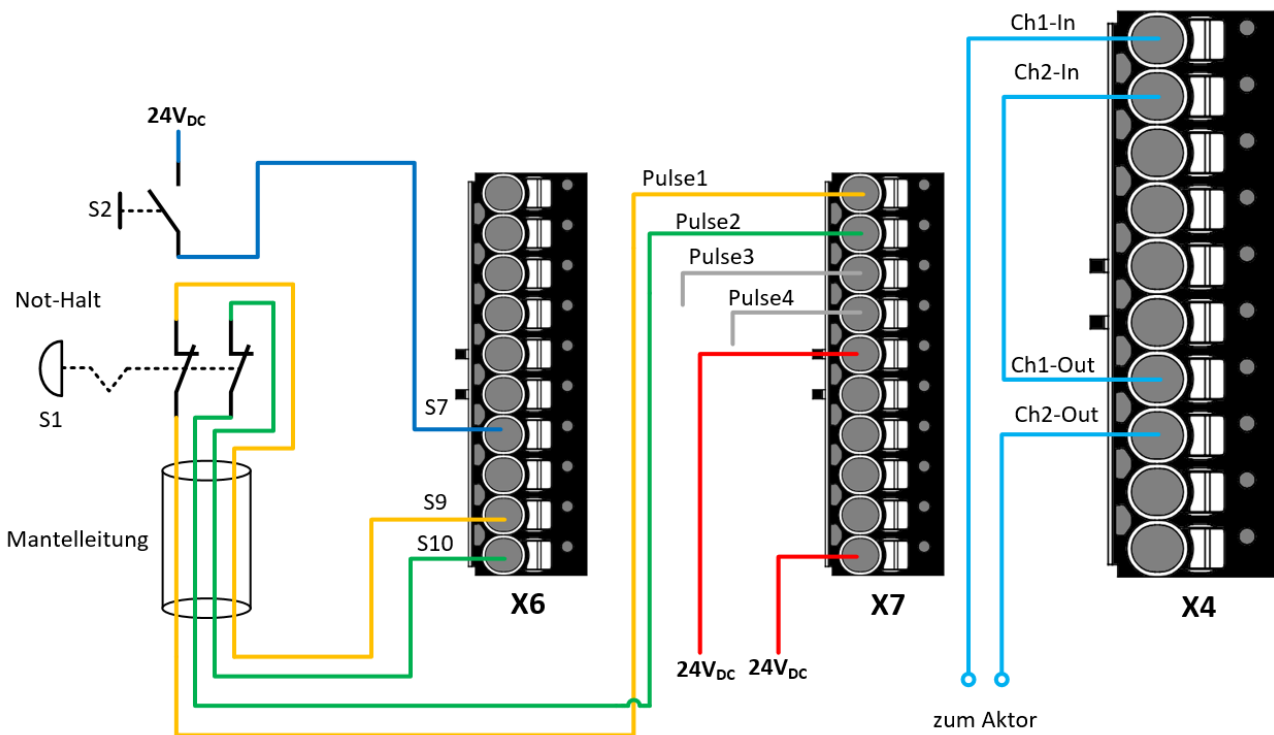 Ch1-In
Ch2-In
24VDC
S2
Pulse1
Pulse2
Pulse3
Pulse4
Not-Halt
S1
S7
Ch1-Out
Ch2-Out
S9
S10
Mantelleitung
X6
X7
X4
24VDC
24VDC
zum Aktor